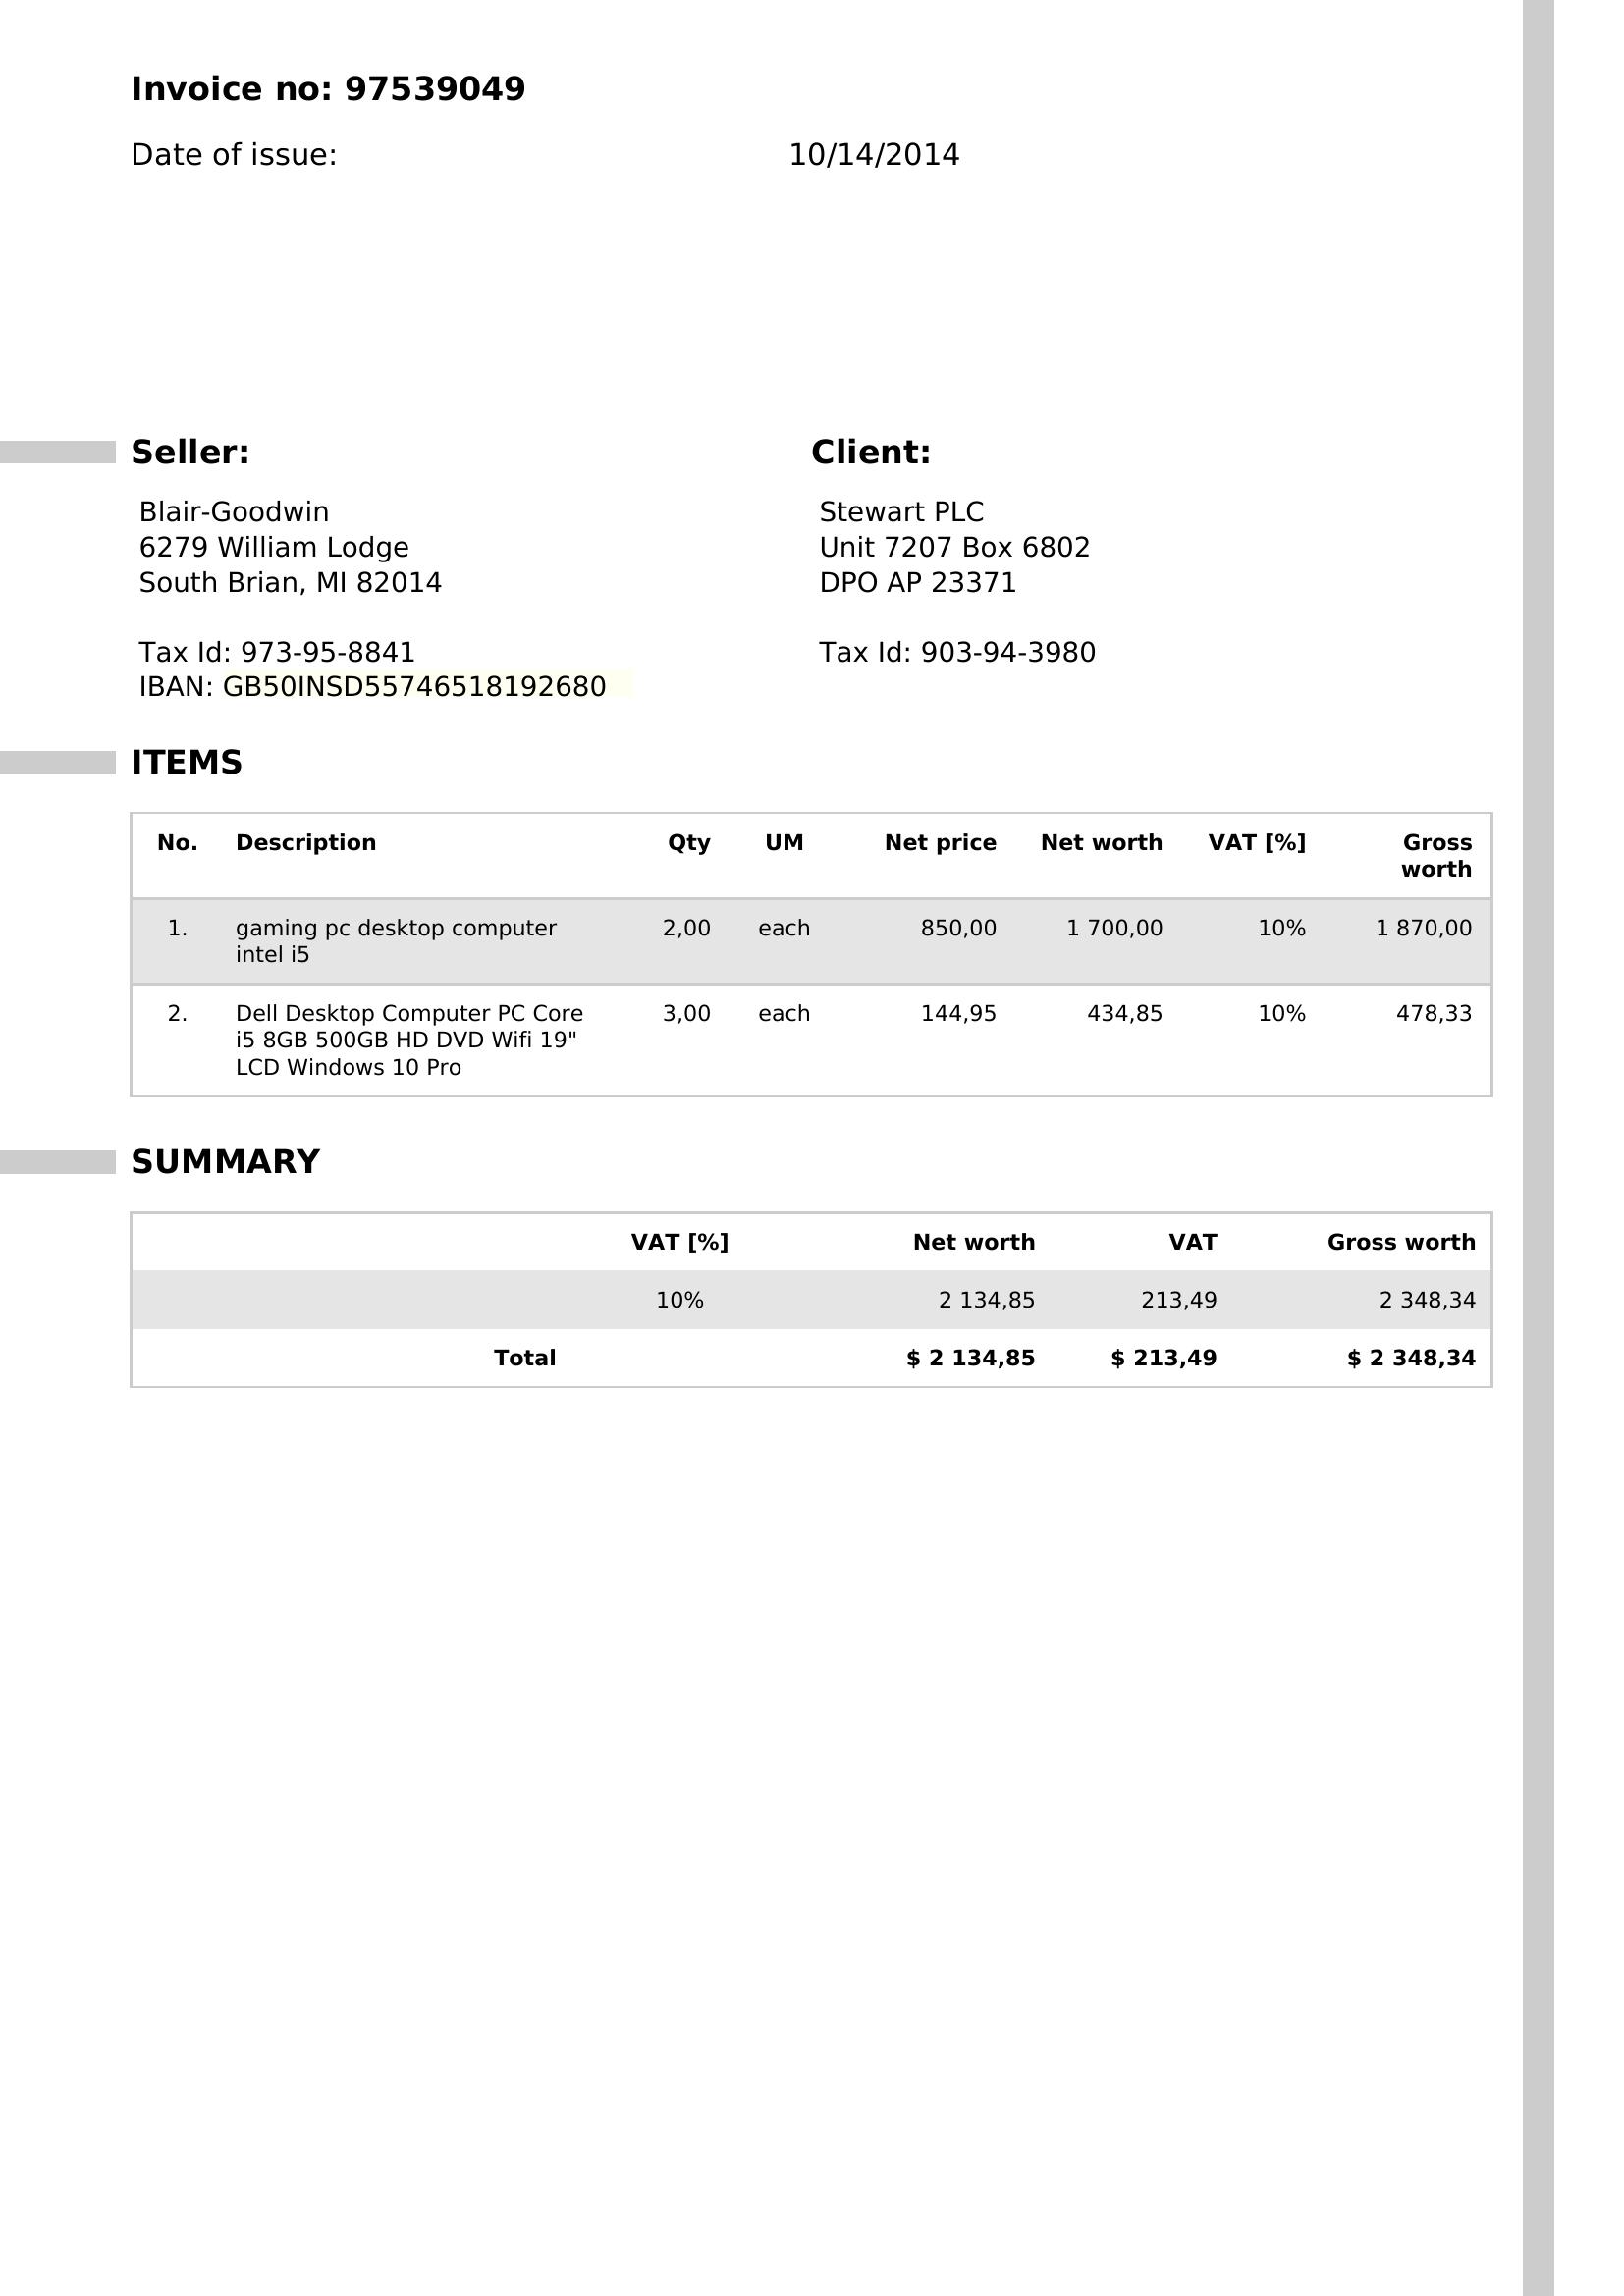 Invoice no: 97539049
Date of issue: 10/14/2014
Seller:
Blair-Goodwin
6279 William Lodge
South Brian, MI 82014
Tax Id: 973-95-8841
IBAN: GB50INSD55746518192680
Client:
Stewart PLC
Unit 7207 Box 6802
DPO AP 23371
Tax Id: 903-94-3980
ITEMS
No. Description Qty UM Net price Net worth VAT [%] Gross
worth
1. gaming pc desktop computer 2,00 each 850,00 1 700,00 10% 1 870,00
intel i5
2. Dell Desktop Computer PC Core 3,00 each 144,95 434,85 10% 478,33
i5 8GB 500GB HD DVD Wifi 19"
LCD Windows 10 Pro
SUMMARY
VAT [%] Net worth VAT Gross worth
10% 2 134,85 213,49 2 348,34
Total $ 2 134,85 $ 213,49 $ 2 348,34